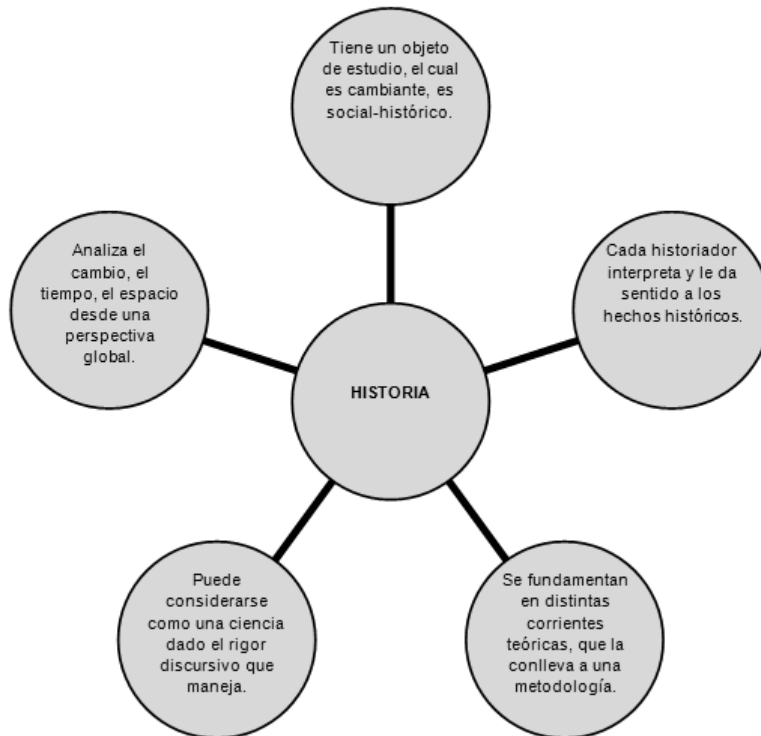 Tiene un objeto
de estudio, el cual
es cambiante, es
social-histórico.
Analiza el
cambio, el
tiempo, el espacio
desde una
perspectiva
global.
Cada historiador
interpreta y le da
sentido a los
hechos históricos.
HISTORIA
Puede
considerarse
como una ciencia
dado el rigor
discursivo que
maneja.
Se fundamentan
en distintas
corrientes
teóricas, que la
conlleva a una
metodología.